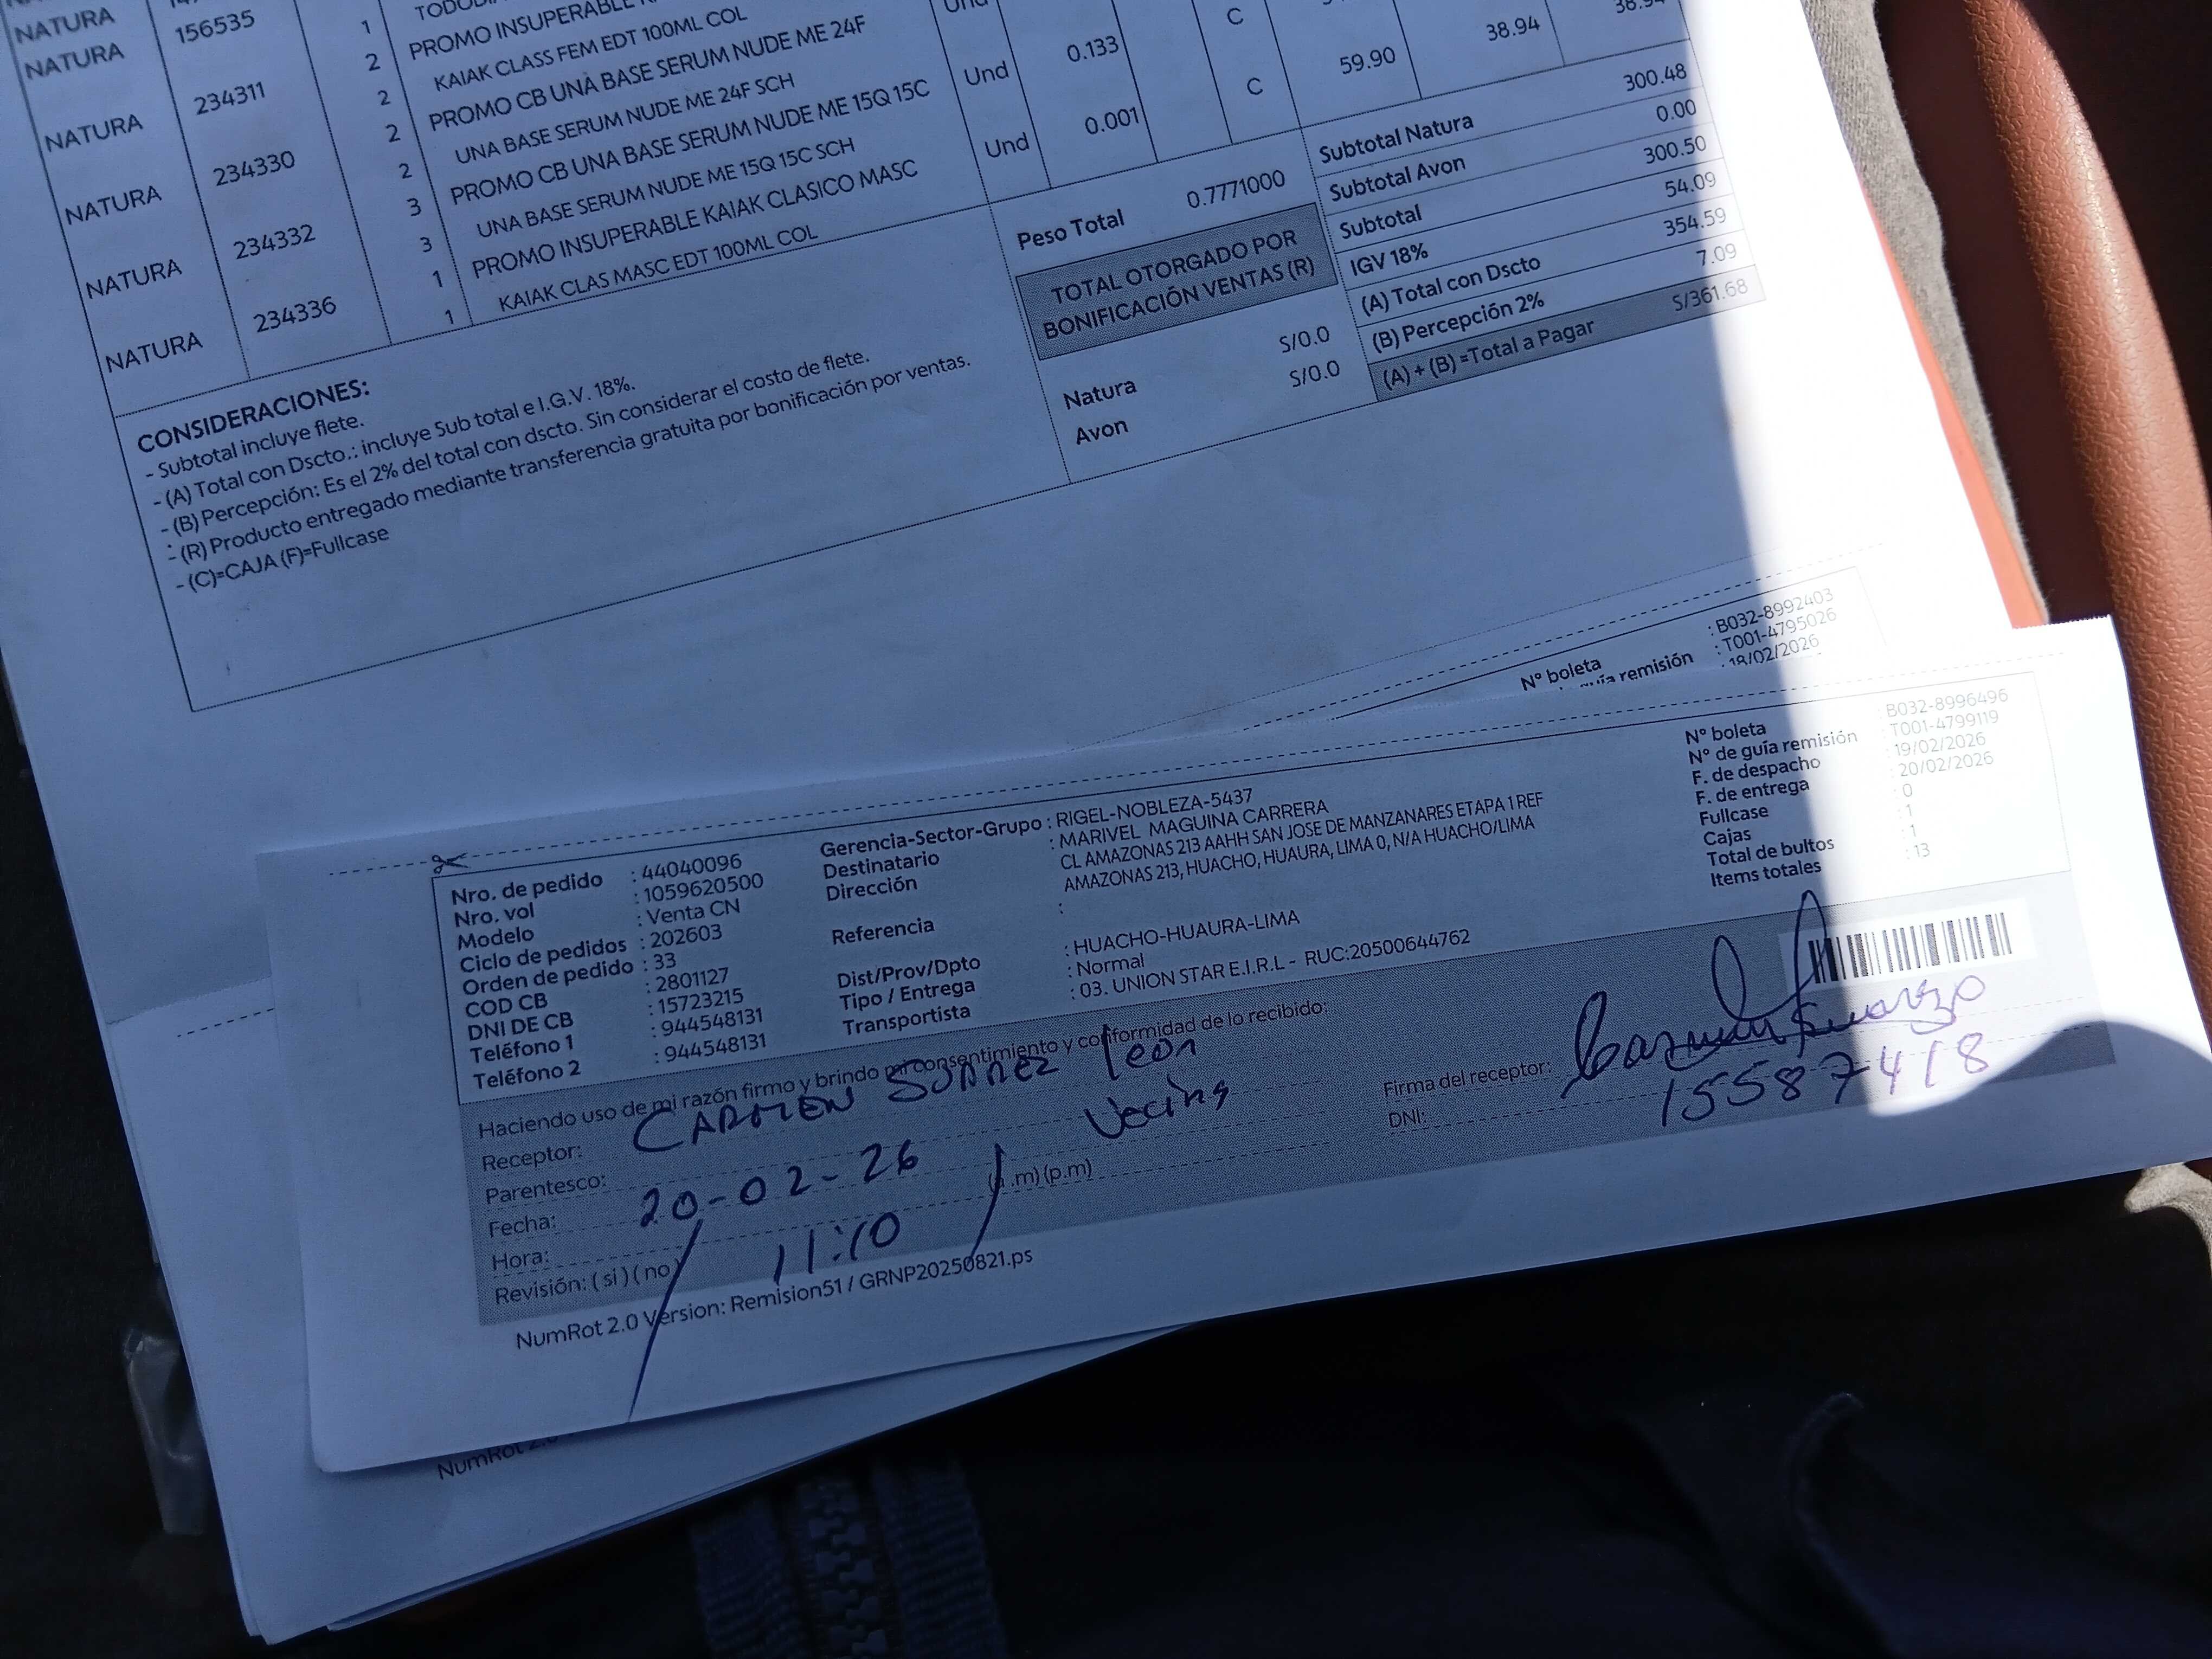 NATURA
NATURA 156535 1
2 PROMO INSUPERABLE
KAIAK CLASS FEM EDT 100ML COL
NATURA 234311 2 PROMO CB UNA BASE SERUM NUDE ME 24F
2 UNA BASE SERUM NUDE ME 24F SCH Und 0.133 C
NATURA 234330 2 PROMO CB UNA BASE SERUM NUDE ME 15Q 15C
3 UNA BASE SERUM NUDE ME 15Q 15C SCH Und 0.001 C 59.90 38.94
NATURA 234332 3 PROMO INSUPERABLE KAIAK CLASICO MASC
1 KAIAK CLAS MASC EDT 100ML COL
NATURA 234336 1
Peso Total 0.7771000
TOTAL OTORGADO POR
BONIFICACIÓN VENTAS (R)
Natura S/0.0
Avon S/0.0
Subtotal Natura 300.48
Subtotal Avon 0.00
Subtotal 300.50
IGV 18% 54.09
(A) Total con Dscto 354.59
(B) Percepción 2% 7.09
(A) + (B) =Total a Pagar S/361.68
CONSIDERACIONES:
- Subtotal incluye flete.
- (A) Total con Dscto.: incluye Sub total e I.G.V. 18%.
- (B) Percepción: Es el 2% del total con dscto. Sin considerar el costo de flete.
- (R) Producto entregado mediante transferencia gratuita por bonificación por ventas.
- (C)=CAJA (F)=Fullcase
N° boleta : B032-8992403
guía remisión : T001-4795026
: 18/02/2026
Nro. de pedido : 44040096
Nro. vol : 1059620500
Modelo : Venta CN
Ciclo de pedidos : 202603
Orden de pedido : 33
COD CB : 2801127
DNI DE CB : 15723215
Teléfono 1 : 944548131
Teléfono 2 : 944548131
Gerencia-Sector-Grupo : RIGEL-NOBLEZA-5437
Destinatario : MARIVEL MAGUINA CARRERA
Dirección CL AMAZONAS 213 AAHH SAN JOSE DE MANZANARES ETAPA 1 REF
AMAZONAS 213, HUACHO, HUAURA, LIMA 0, N/A HUACHO/LIMA
Referencia :
Dist/Prov/Dpto : HUACHO-HUAURA-LIMA
Tipo / Entrega : Normal
Transportista : 03. UNION STAR E.I.R.L - RUC:20500644762
N° boleta : B032-8996496
N° de guía remisión : T001-4799119
F. de despacho : 19/02/2026
F. de entrega : 20/02/2026
Fullcase : 0
Cajas : 1
Total de bultos : 1
Items totales : 13
Haciendo uso de mi razón firmo y brindo mi consentimiento y conformidad de lo recibido:
Receptor: CARMEN León
Parentesco: Vecina
Fecha: 20-02-26
Hora: 11:10 (a.m) (p.m)
Revisión: ( si ) ( no )
Firma del receptor: Carmen
DNI: 15587418
NumRot 2.0 Version: Remision51 / GRNP20250821.ps
NumRot 2.0